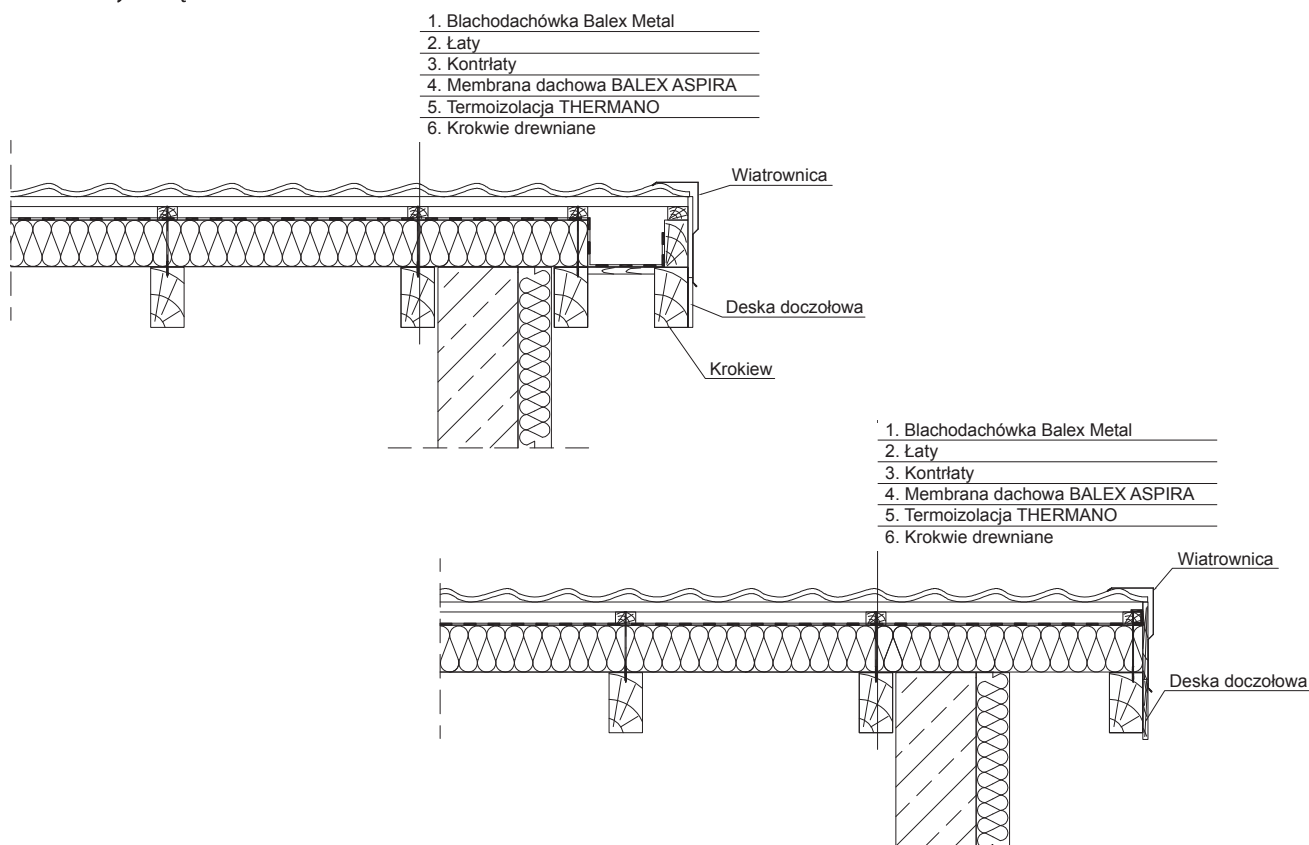 1. Blachodachówka Balex Metal
2. Łaty
3. Kontrłaty
4. Membrana dachowa BALEX ASPIRA
5. Termoizolacja THERMANO
6. Krokwie drewniane
Wiatrownica
Deska doczołowa
Krokiew
1. Blachodachówka Balex Metal
2. Łaty
3. Kontrłaty
4. Membrana dachowa BALEX ASPIRA
5. Termoizolacja THERMANO
6. Krokwie drewniane
Wiatrownica
Deska doczołowa